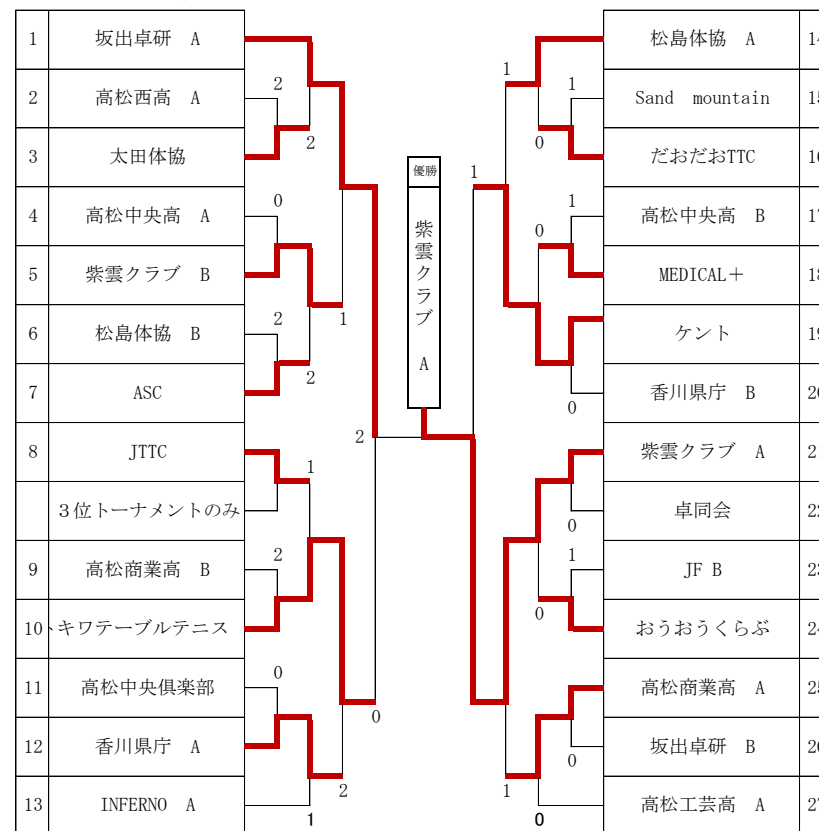 1 坂出卓研　A
2 高松西高　A
3 太田体協
4 高松中央高　A
5 紫雲クラブ　B
6 松島体協　B
7 ASC
8 JTTC
３位トーナメントのみ
9 高松商業高　B
10 キワテーブルテニス
11 高松中央倶楽部
12 香川県庁　A
13 INFERNO　A
2
2
0
1
2
2
1
2
0
0
2
1
2
優勝
紫雲クラブ　A
1
1
1
0
1
0
0
0
1
0
0
1
0
松島体協　A
Sand　mountain
だおだおTTC
高松中央高　B
MEDICAL＋
ケント
香川県庁　B
紫雲クラブ　A
卓同会
JF B
おうおうくらぶ
高松商業高　A
坂出卓研　B
高松工芸高　A